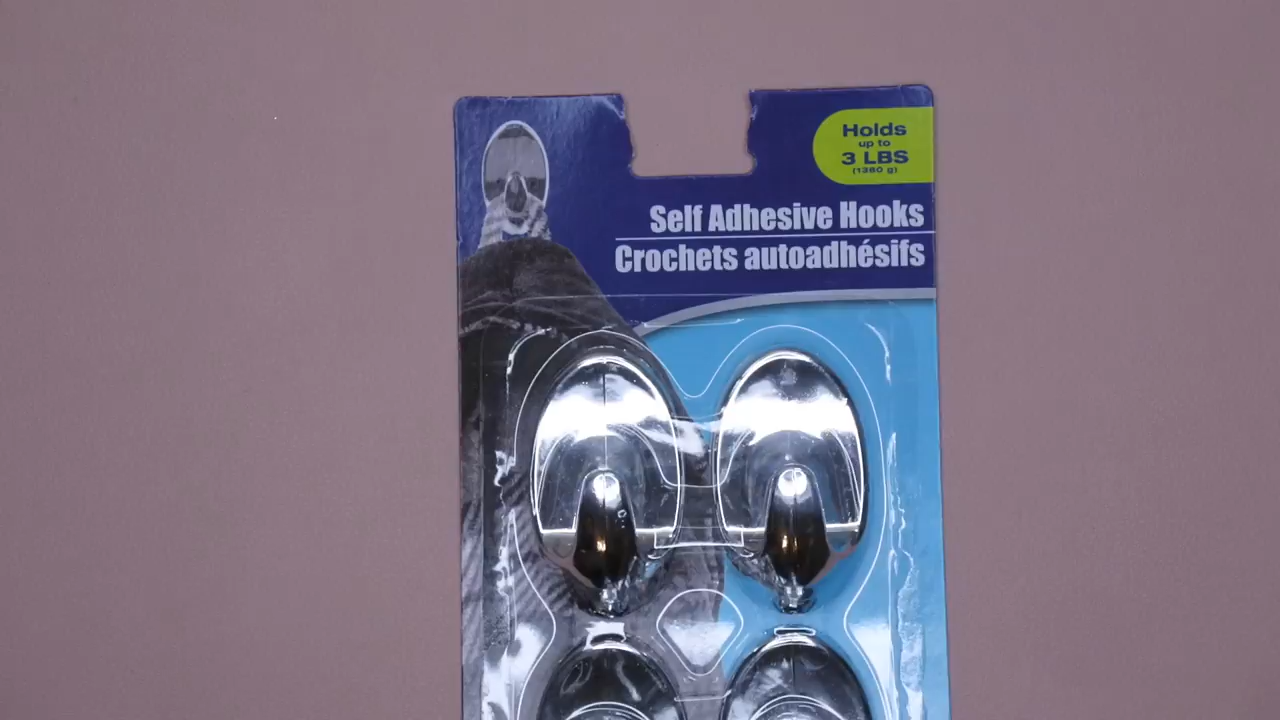 Holds
up to
3 LBS
(1360 g)
Self Adhesive Hooks
Crochets autoadhésifs